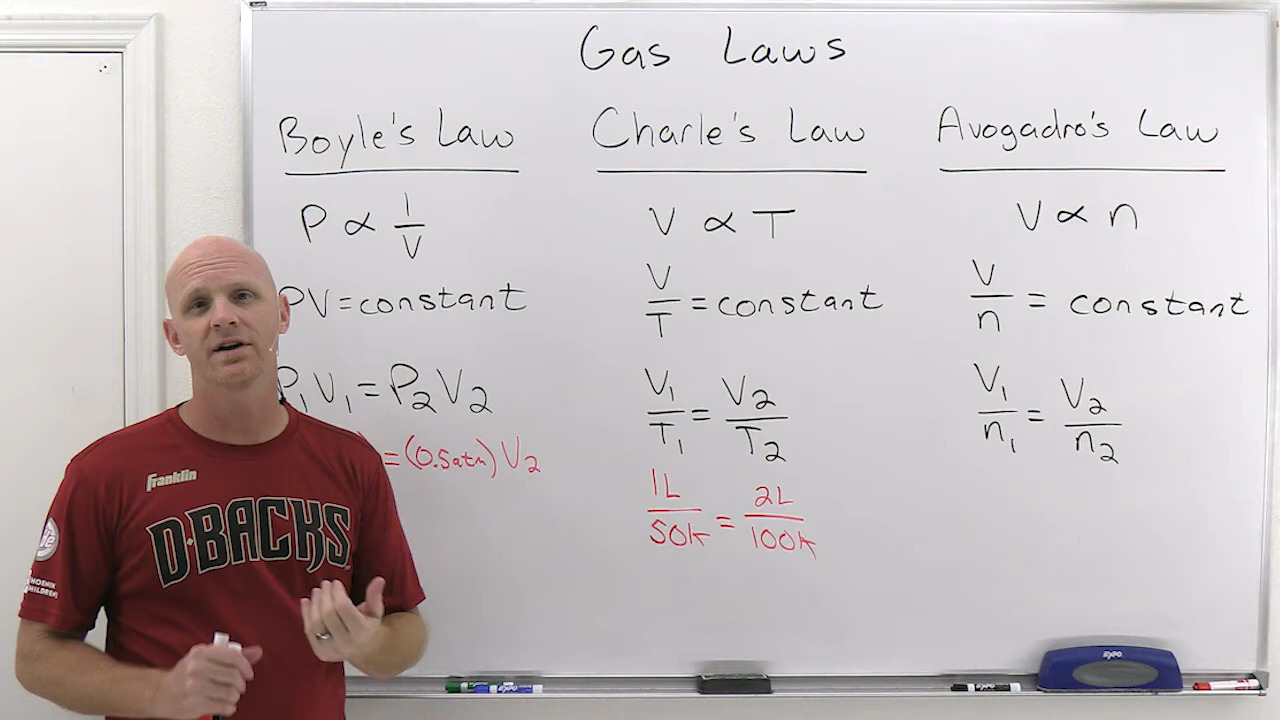 Gas Laws
Boyle's Law
P ∝ 1/V
PV = constant
P₁V₁ = P₂V₂
= (0.5atm) V₂
Charle's Law
V ∝ T
V/T = constant
V₁/T₁ = V₂/T₂
1L/50K = 2L/100K
Avogadro's Law
V ∝ n
V/n = constant
V₁/n₁ = V₂/n₂
Franklin
D-BACKS
EXPO
EXPO